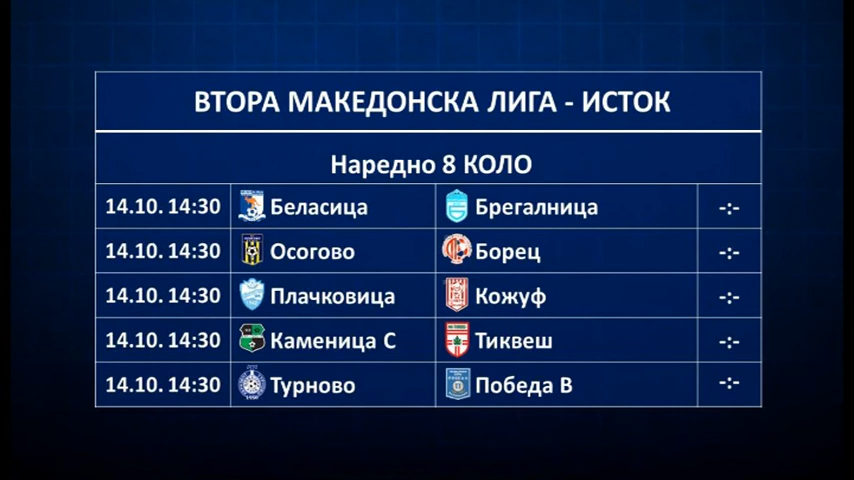 ВТОРА МАКЕДОНСКА ЛИГА - ИСТОК
Наредно 8 КОЛО
14.10. 14:30 Беласица Брегалница -:-
14.10. 14:30 Осогово Борец -:-
14.10. 14:30 Плачковица Кожуф -:-
14.10. 14:30 Каменица С Тиквеш -:-
14.10. 14:30 Турново Победа В -:-